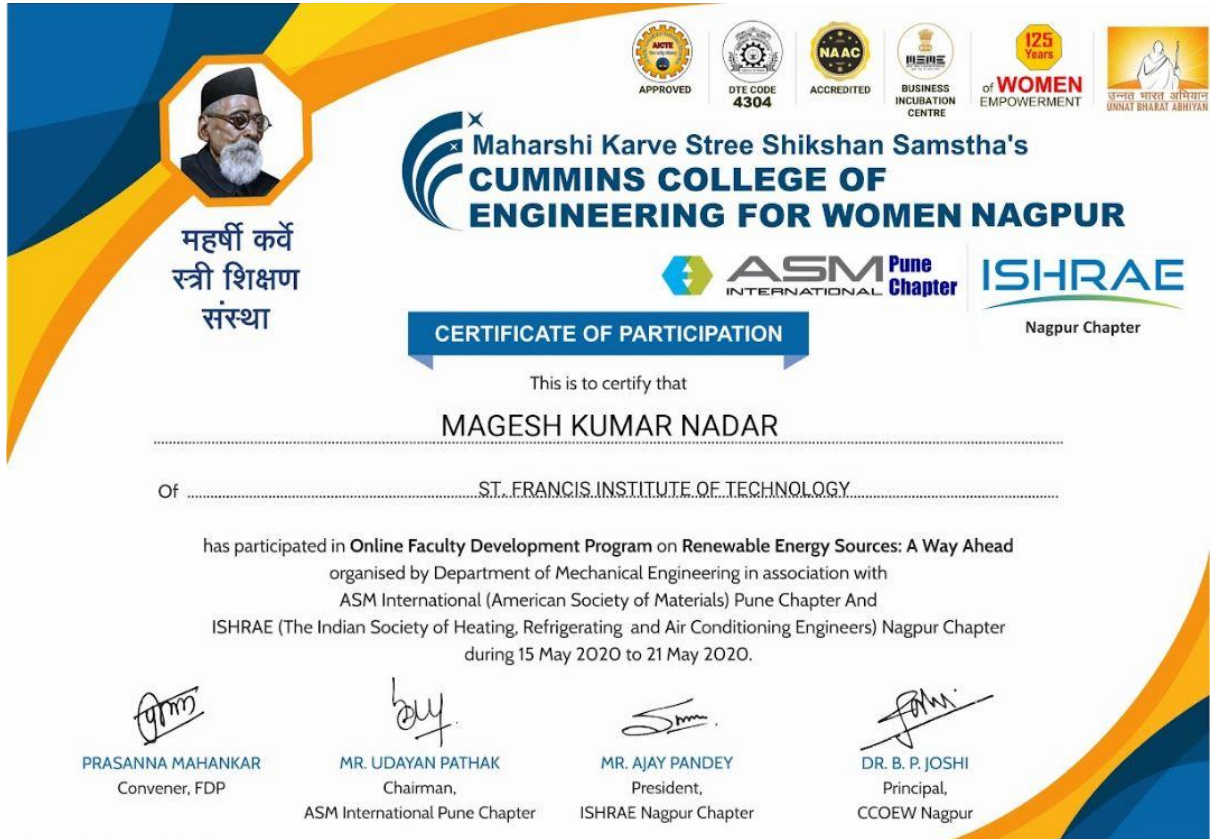 AICTE
APPROVED
DTE CODE
4304
NAAC
ACCREDITED
MSME
BUSINESS
INCUBATION
CENTRE
125
Years
of WOMEN
EMPOWERMENT
उन्नत भारत अभियान
UNNAT BHARAT ABHIYAN
महर्षी कर्वे
स्त्री शिक्षण
संस्था
Maharshi Karve Stree Shikshan Samstha's
CUMMINS COLLEGE OF
ENGINEERING FOR WOMEN NAGPUR
ASM
INTERNATIONAL
Pune
Chapter
ISHRAE
Nagpur Chapter
CERTIFICATE OF PARTICIPATION
This is to certify that
MAGESH KUMAR NADAR
Of ST. FRANCIS INSTITUTE OF TECHNOLOGY
has participated in Online Faculty Development Program on Renewable Energy Sources: A Way Ahead
organised by Department of Mechanical Engineering in association with
ASM International (American Society of Materials) Pune Chapter And
ISHRAE (The Indian Society of Heating, Refrigerating and Air Conditioning Engineers) Nagpur Chapter
during 15 May 2020 to 21 May 2020.
PRASANNA MAHANKAR
Convener, FDP
MR. UDAYAN PATHAK
Chairman,
ASM International Pune Chapter
MR. AJAY PANDEY
President,
ISHRAE Nagpur Chapter
DR. B. P. JOSHI
Principal,
CCOEW Nagpur